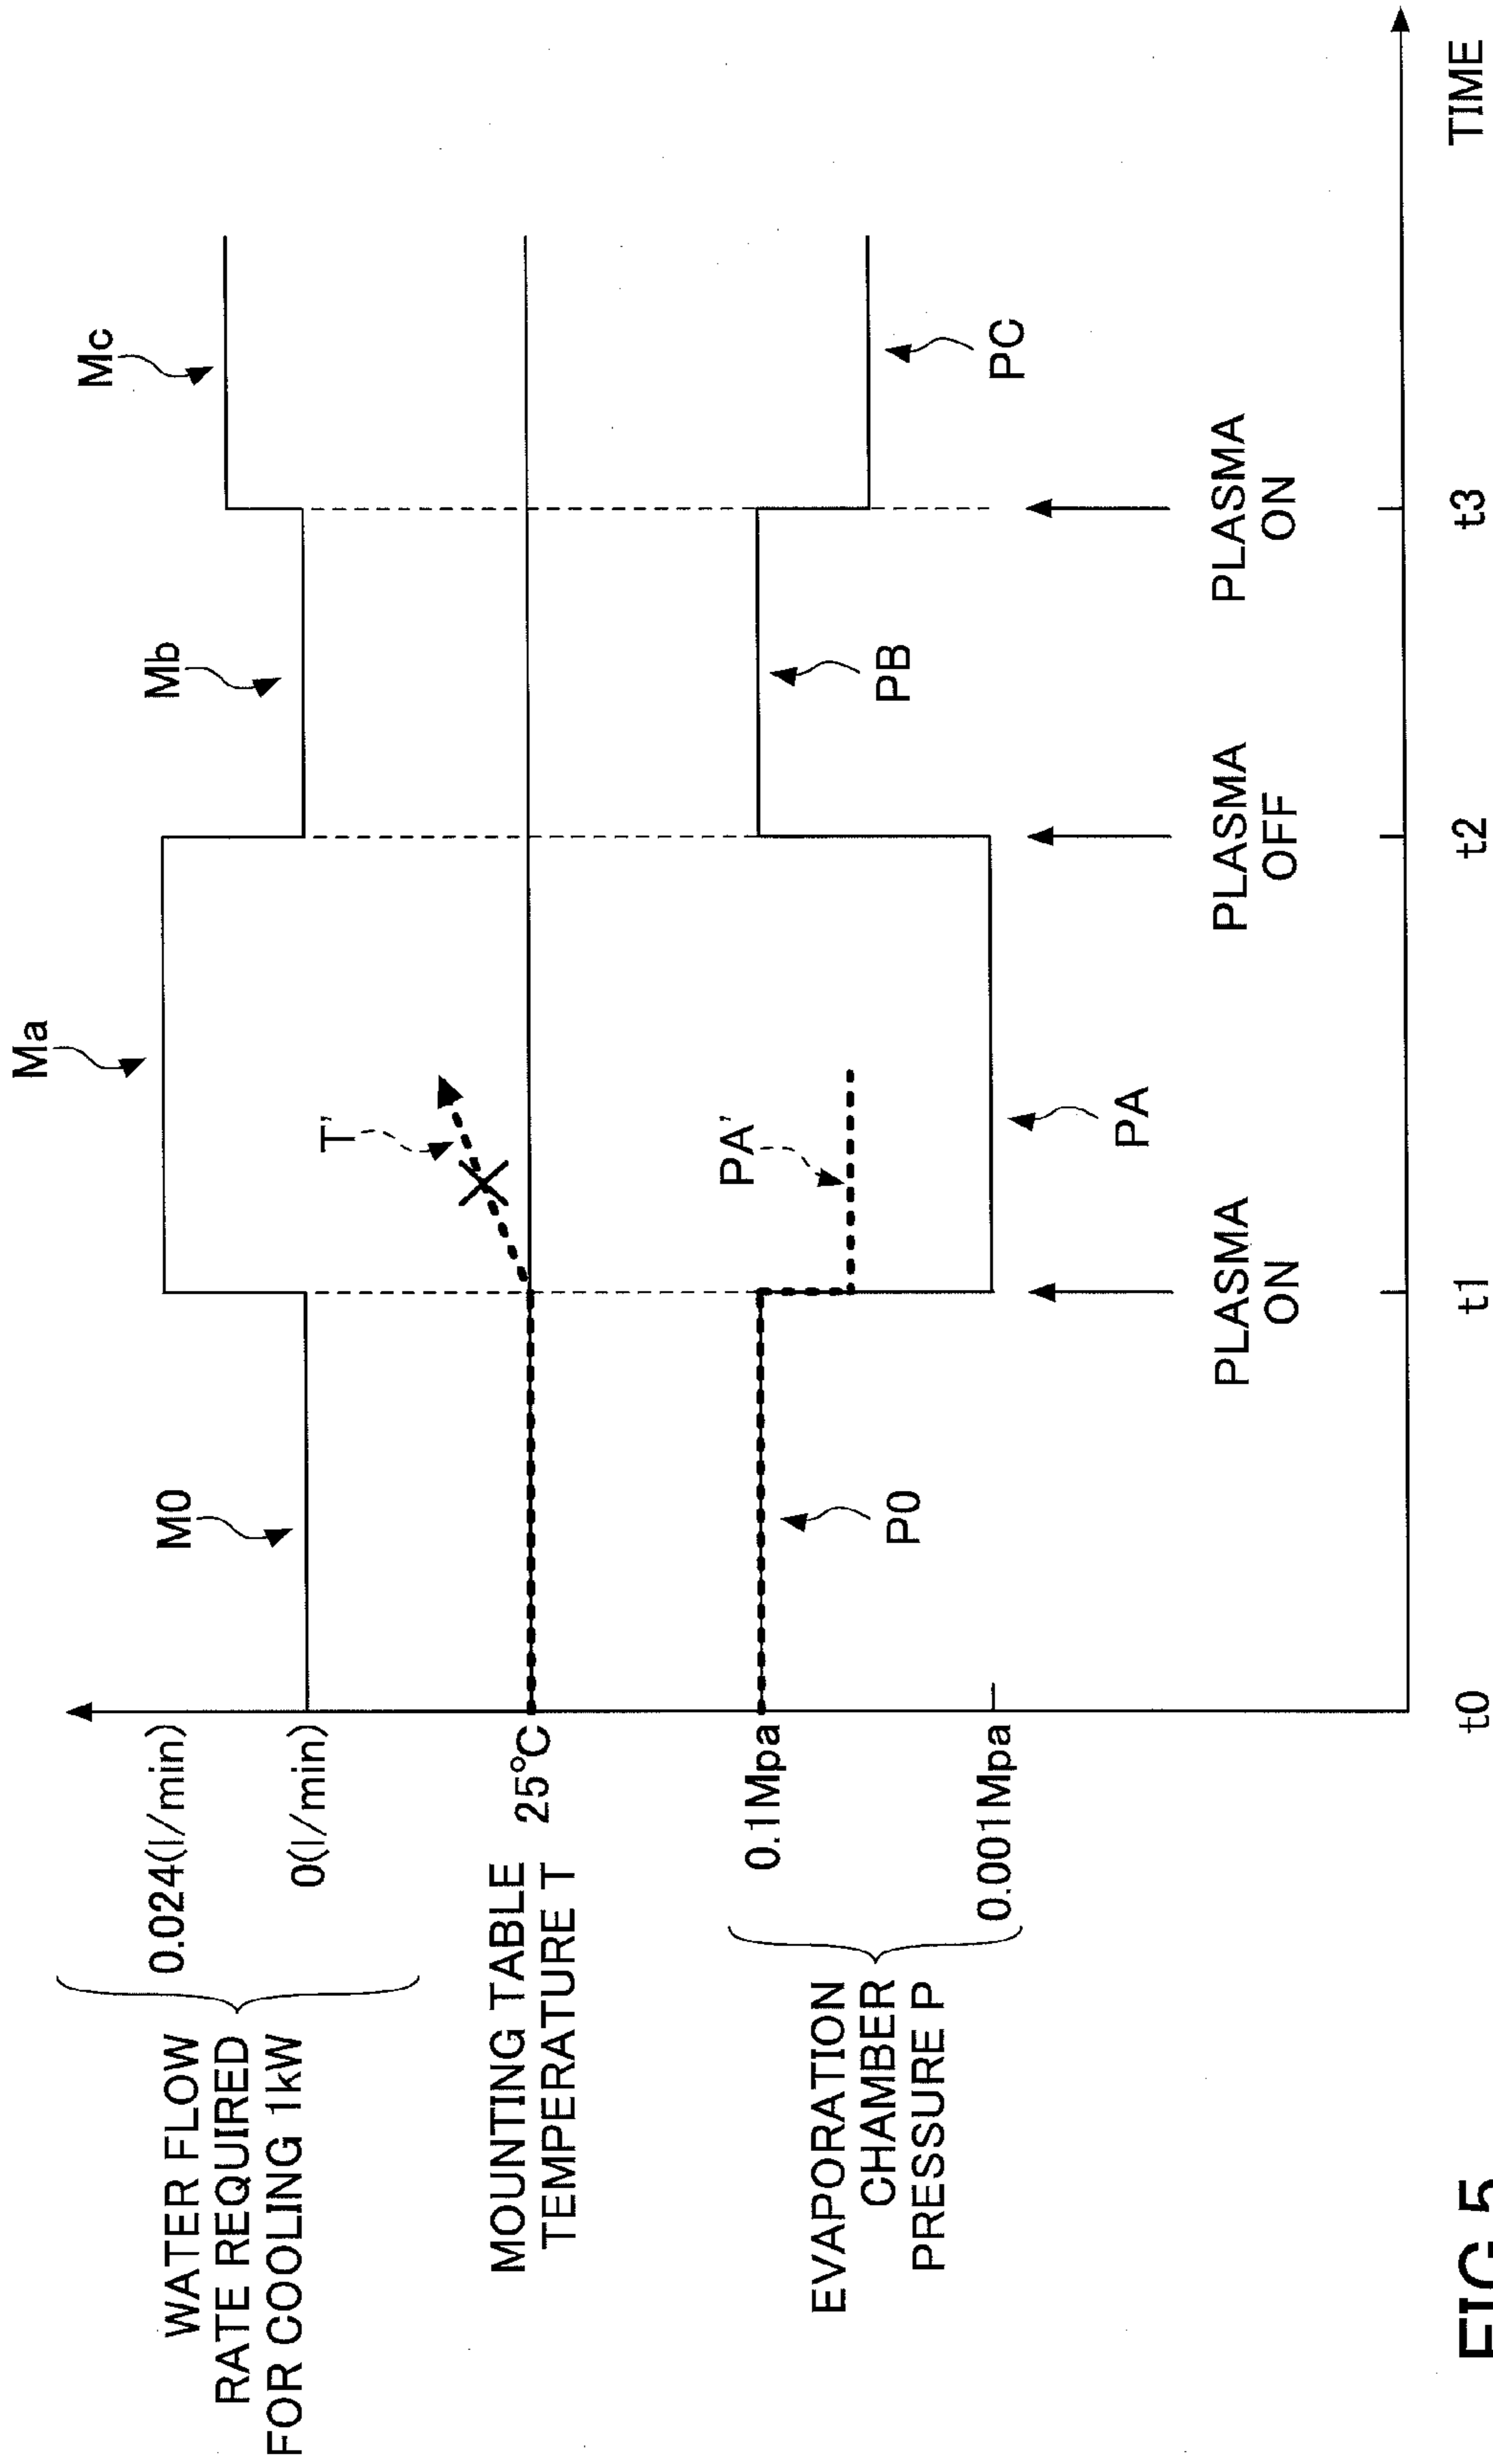 Ma
Mc
Mb
M0
T'
PA'
P0
PA
PB
PC
0.024(l/min)
0(l/min)
WATER FLOW
RATE REQUIRED
FOR COOLING 1kW
MOUNTING TABLE
TEMPERATURE T
25°C
0.1Mpa
0.001Mpa
EVAPORATION
CHAMBER
PRESSURE P
PLASMA
ON
PLASMA
OFF
PLASMA
ON
t0
t1
t2
t3
TIME
FIG.5